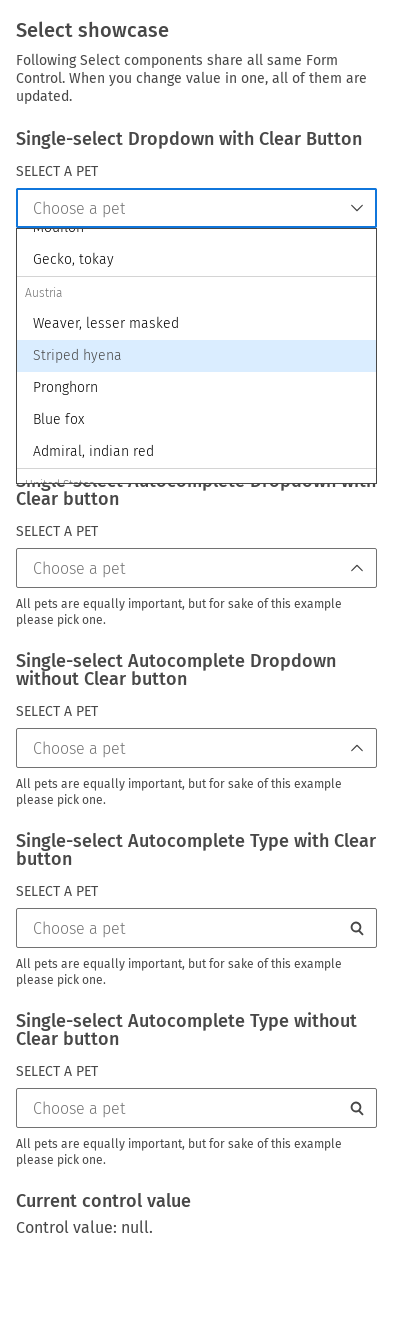 Select showcase
Following Select components share all same Form
Control. When you change value in one, all of them are
updated.
Single-select Dropdown with Clear Button
SELECT A PET
Choose a pet
Gecko, tokay
Austria
Weaver, lesser masked
Striped hyena
Pronghorn
Blue fox
Admiral, indian red
Single-select Autocomplete Dropdown with
Clear button
SELECT A PET
Choose a pet
All pets are equally important, but for sake of this example
please pick one.
Single-select Autocomplete Dropdown
without Clear button
SELECT A PET
Choose a pet
All pets are equally important, but for sake of this example
please pick one.
Single-select Autocomplete Type with Clear
button
SELECT A PET
Choose a pet
All pets are equally important, but for sake of this example
please pick one.
Single-select Autocomplete Type without
Clear button
SELECT A PET
Choose a pet
All pets are equally important, but for sake of this example
please pick one.
Current control value
Control value: null.